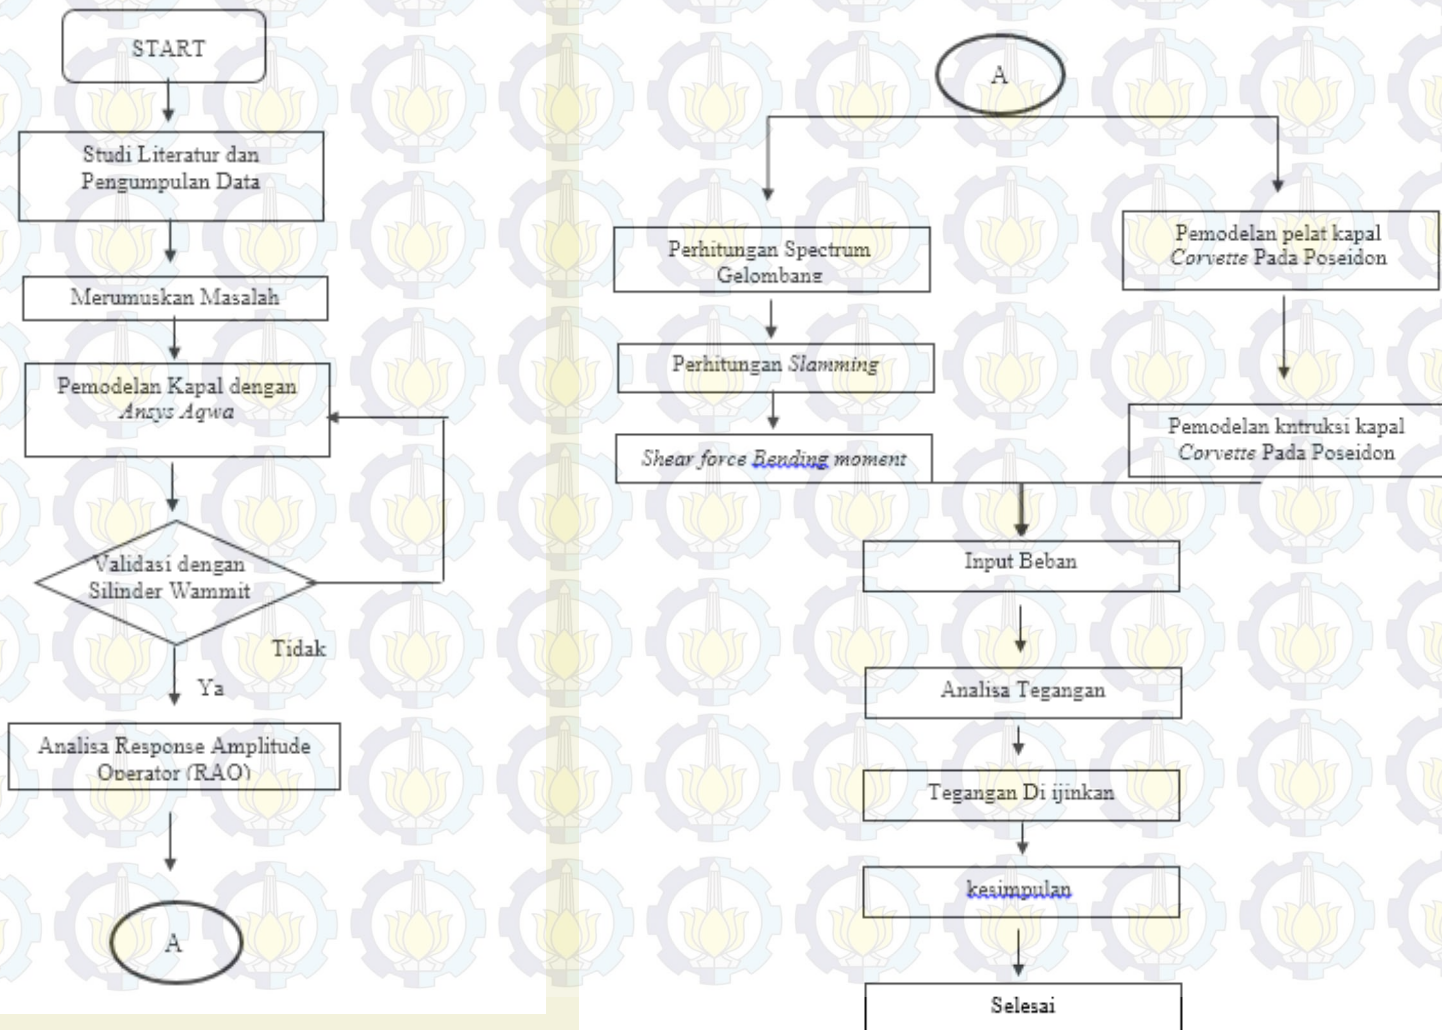 START
Studi Literatur dan
Pengumpulan Data
Merumuskan Masalah
Pemodelan Kapal dengan
Ansys Aqwa
Validasi dengan
Silinder Wammit
Tidak
Ya
Analisa Response Amplitude
Operator (RAO)
A
A
Perhitungan Spectrum
Gelombang
Perhitungan Slamming
Shear force Bending moment
Pemodelan pelat kapal
Corvette Pada Poseidon
Pemodelan kntruksi kapal
Corvette Pada Poseidon
Input Beban
Analisa Tegangan
Tegangan Di ijinkan
kesimpulan
Selesai